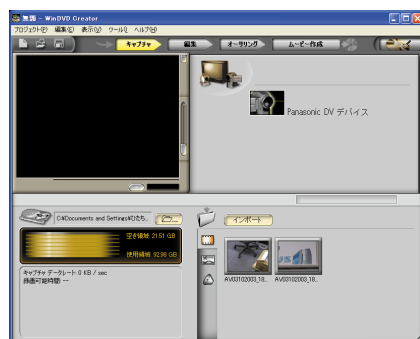 無題 - WinDVD Creator
プロジェクト(P) 編集(E) 表示(V) ツール(L) ヘルプ(H)
キャプチャ 編集 オーサリング ムービー作成
Panasonic DV デバイス
C:¥Documents and Settings¥ひたち..
空き領域: 21.51 GB
使用領域: 92.98 GB
キャプチャ データレート: 0 KB / sec
録画可能時間: --
インポート
AV03102003_18... AV03102003_18...